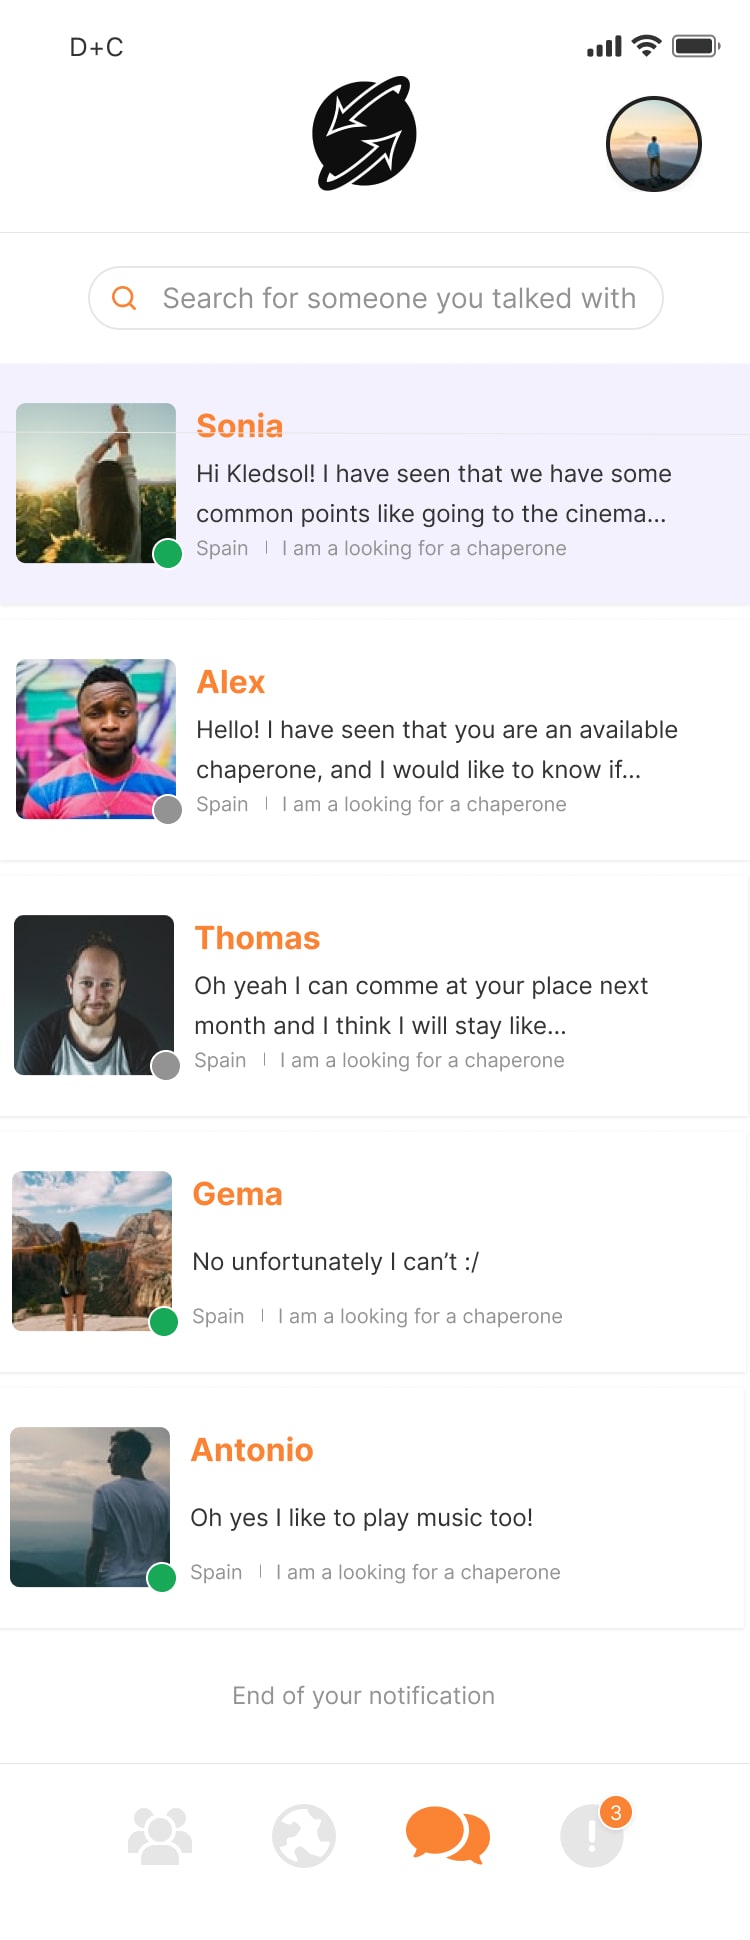 D+C
Search for someone you talked with
Sonia
Hi Kledsol! I have seen that we have some
common points like going to the cinema...
Spain | I am a looking for a chaperone
Alex
Hello! I have seen that you are an available
chaperone, and I would like to know if...
Spain | I am a looking for a chaperone
Thomas
Oh yeah I can comme at your place next
month and I think I will stay like...
Spain | I am a looking for a chaperone
Gema
No unfortunately I can’t :/
Spain | I am a looking for a chaperone
Antonio
Oh yes I like to play music too!
Spain | I am a looking for a chaperone
End of your notification
3